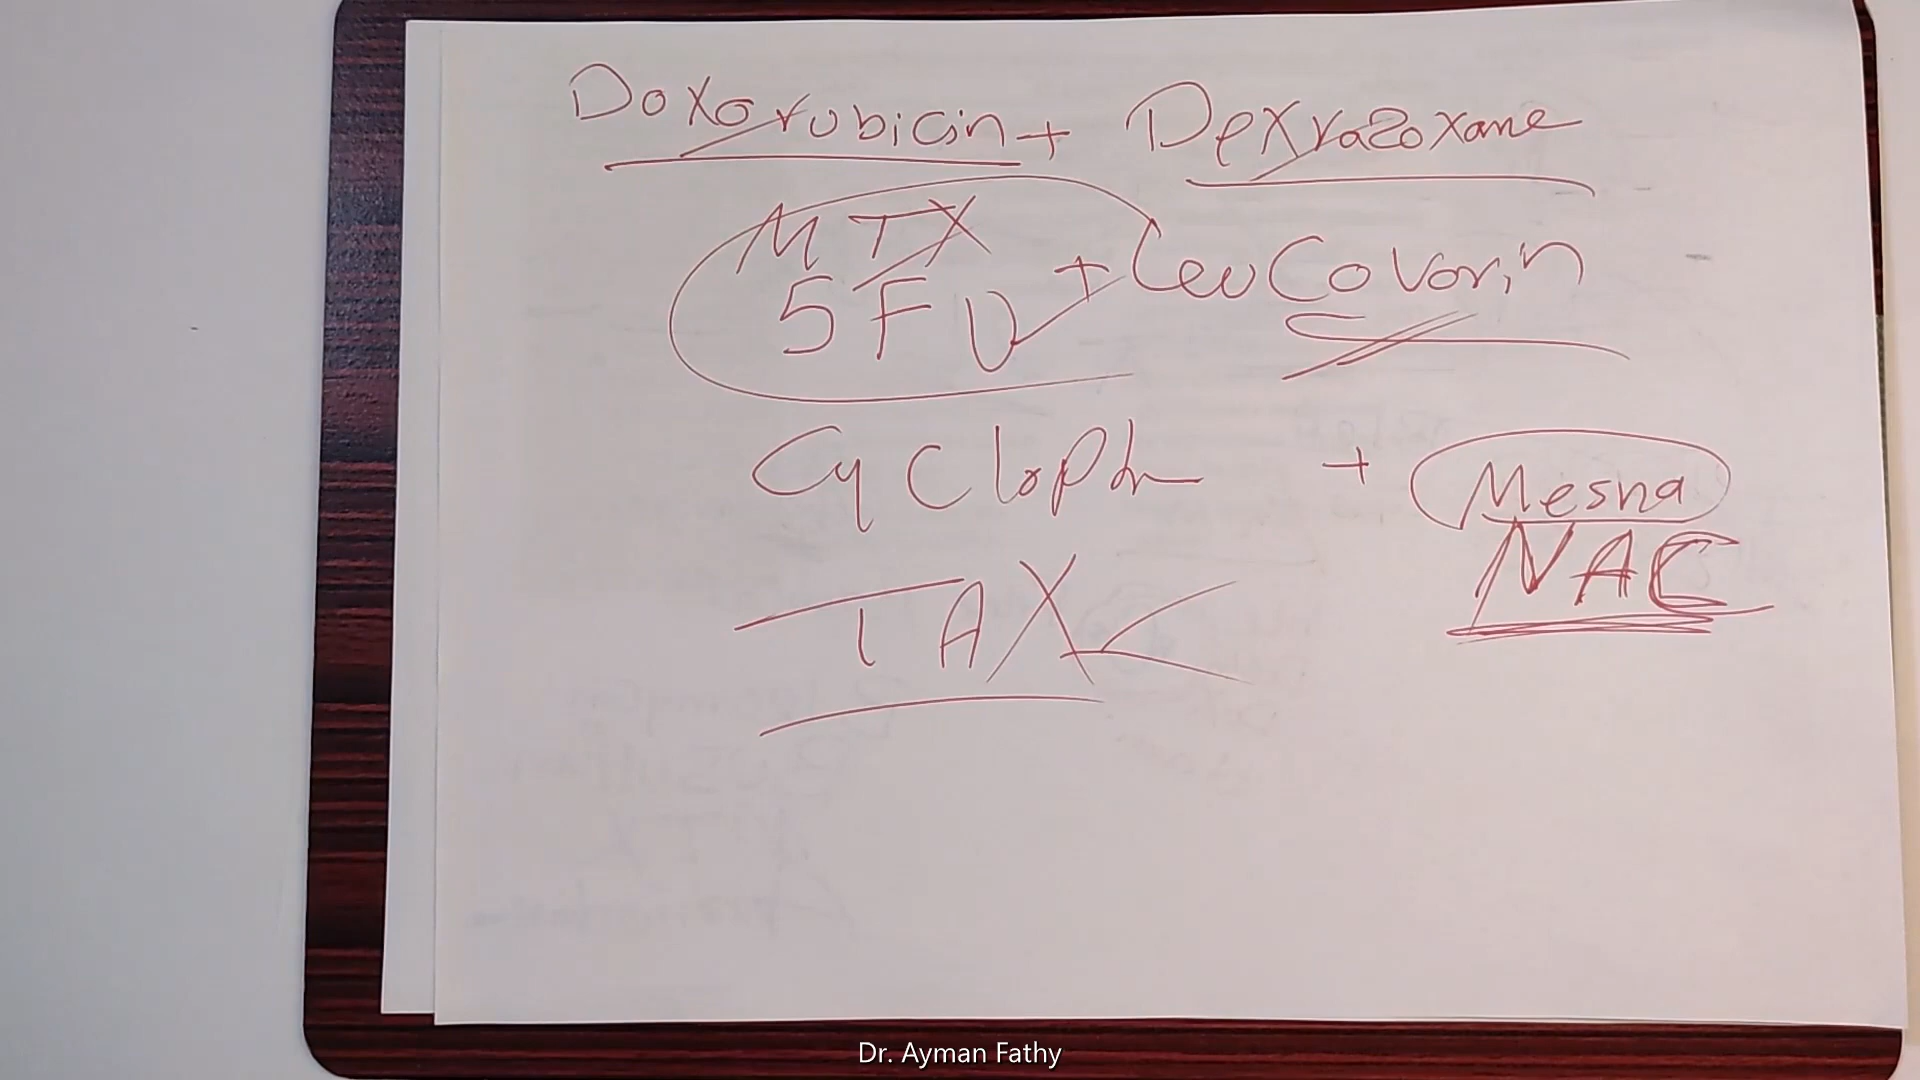 Doxorubicin + Dexrazoxane
MTX
5FU + Leucovorin
Cycloph + Mesna
NAC
TAX
Dr. Ayman Fathy